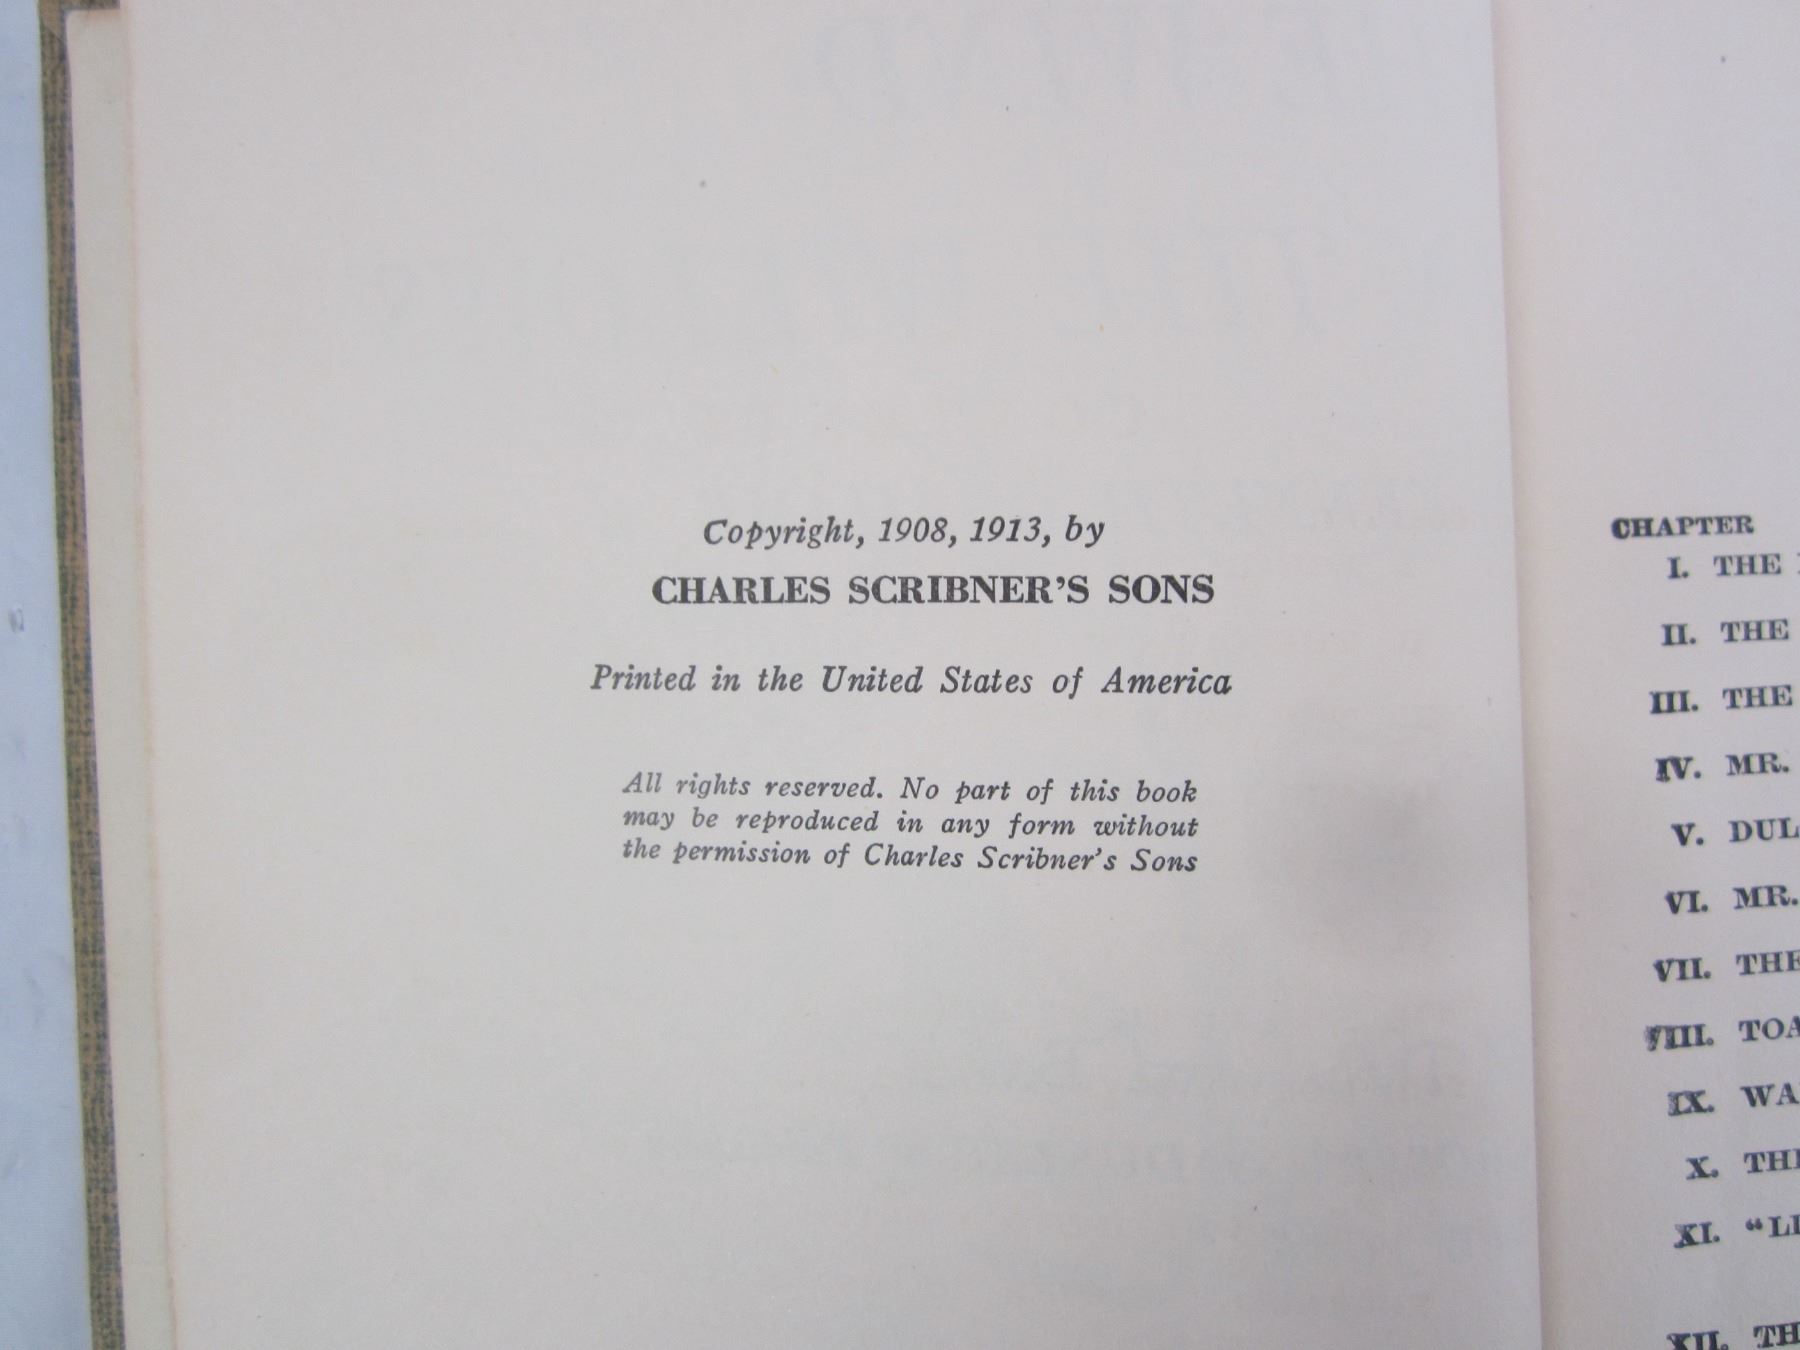 Copyright, 1908, 1913, by
CHARLES SCRIBNER'S SONS
Printed in the United States of America
All rights reserved. No part of this book
may be reproduced in any form without
the permission of Charles Scribner's Sons
CHAPTER
I. THE
II. THE
III. THE
IV. MR.
V. DUL
VI. MR.
VII. THE
VIII. TOA
IX. WA
X. THE
XI. "LI
XII. TH